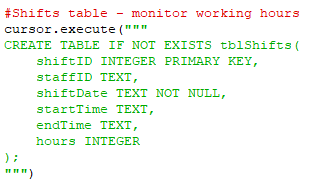 #Shifts table - monitor working hours
cursor.execute("""
CREATE TABLE IF NOT EXISTS tblShifts(
    shiftID INTEGER PRIMARY KEY,
    staffID TEXT,
    shiftDate TEXT NOT NULL,
    startTime TEXT,
    endTime TEXT,
    hours INTEGER
);
""")